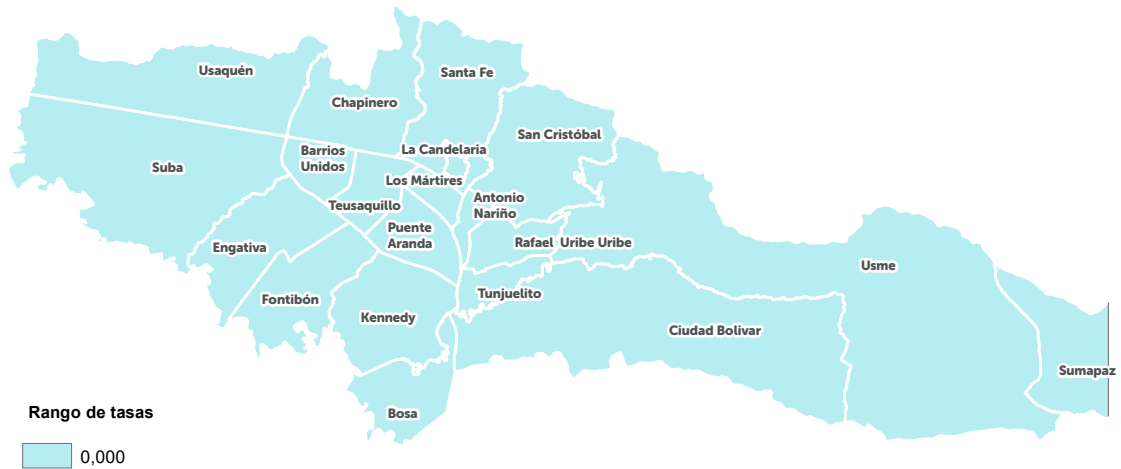 Usaquén
Santa Fe
Chapinero
San Cristóbal
La Candelaria
Barrios
Unidos
Suba
Los Mártires
Antonio
Nariño
Teusaquillo
Puente
Aranda
Rafael Uribe Uribe
Engativa
Usme
Fontibón
Tunjuelito
Kennedy
Ciudad Bolivar
Sumapaz
Bosa
Rango de tasas
0,000